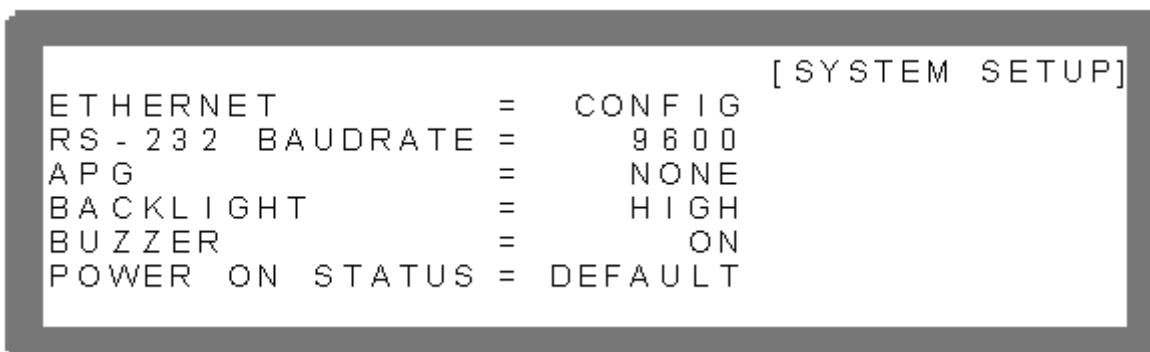 [SYSTEM SETUP]
ETHERNET = CONFIG
RS-232 BAUDRATE = 9600
APG = NONE
BACKLIGHT = HIGH
BUZZER = ON
POWER ON STATUS = DEFAULT